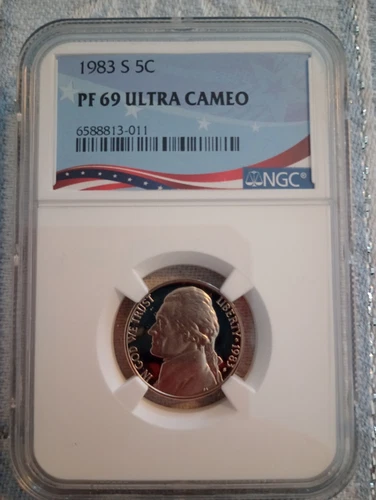 1983 S 5C
PF 69 ULTRA CAMEO
6588813-011
NGC®
IN GOD WE TRUST
LIBERTY * 1983